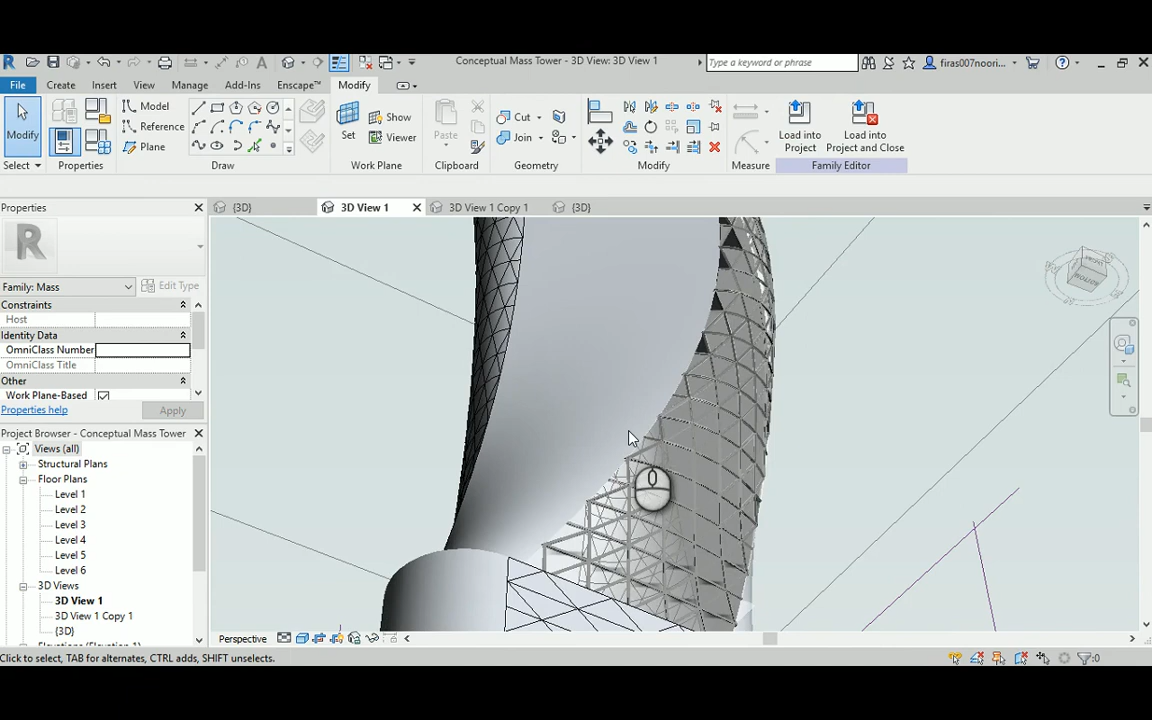 Conceptual Mass Tower - 3D View: 3D View 1
Type a keyword or phrase
firas007noori...
File
Create
Insert
View
Manage
Add-Ins
Enscape™
Modify
Modify
Select
Properties
Model
Reference
Plane
Draw
Set
Show
Viewer
Work Plane
Paste
Clipboard
Cut
Join
Geometry
Modify
Measure
Load into
Project
Load into
Project and Close
Family Editor
Properties
{3D}
3D View 1
3D View 1 Copy 1
{3D}
Family: Mass
Edit Type
Constraints
Host
Identity Data
OmniClass Number
OmniClass Title
Other
Work Plane-Based
Properties help
Apply
Project Browser - Conceptual Mass Tower
Views (all)
Structural Plans
Floor Plans
Level 1
Level 2
Level 3
Level 4
Level 5
Level 6
3D Views
3D View 1
3D View 1 Copy 1
{3D}
Perspective
Click to select, TAB for alternates, CTRL adds, SHIFT unselects.
:0